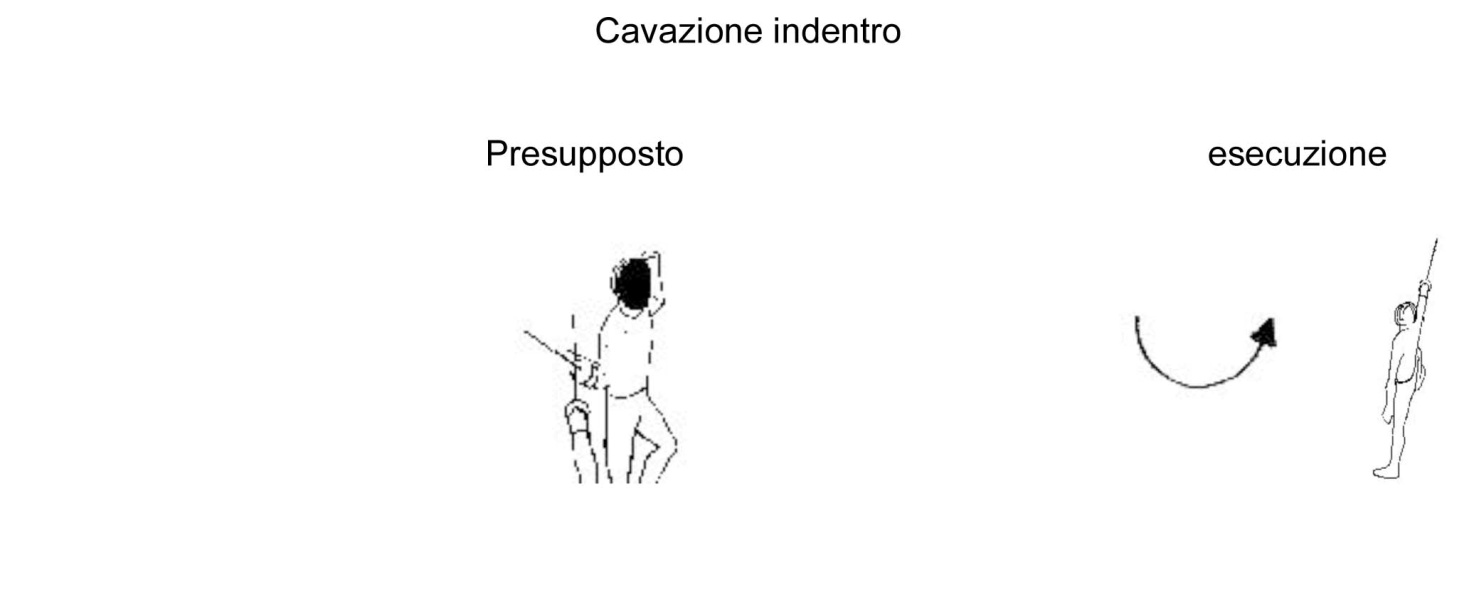 Cavazione indentro
Presupposto
esecuzione